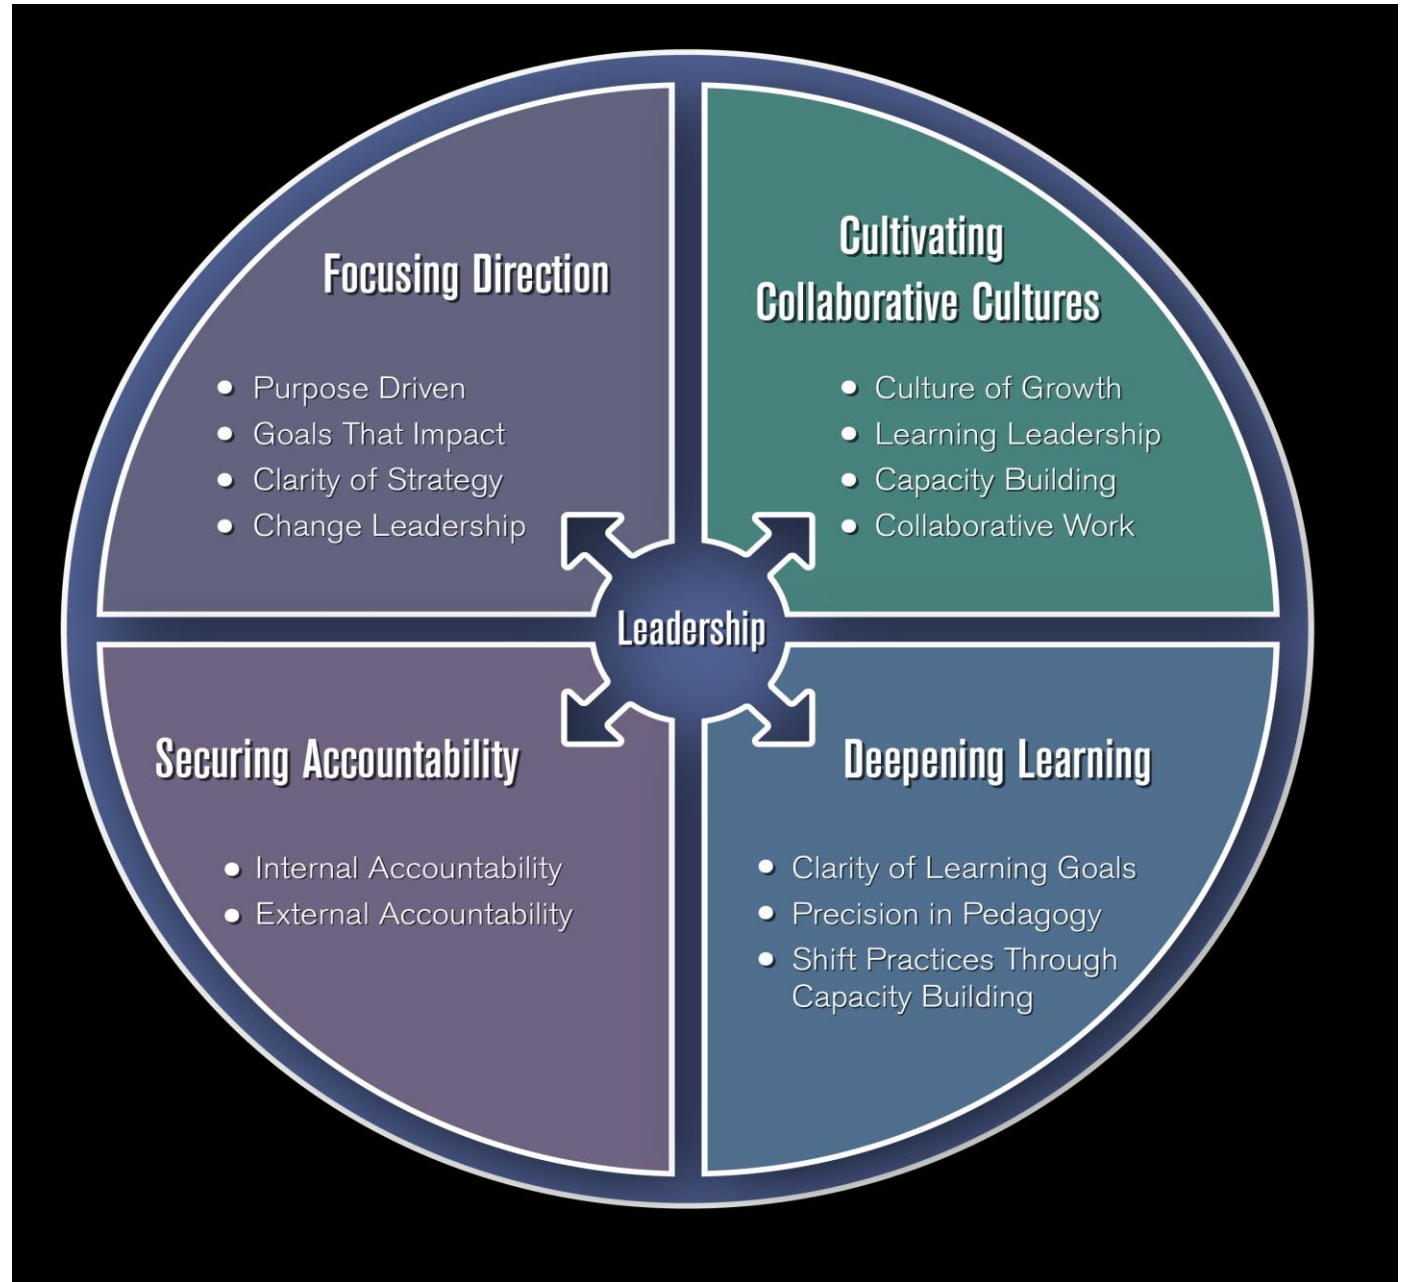 Focusing Direction
• Purpose Driven
• Goals That Impact
• Clarity of Strategy
• Change Leadership
Cultivating
Collaborative Cultures
• Culture of Growth
• Learning Leadership
• Capacity Building
• Collaborative Work
Leadership
Securing Accountability
• Internal Accountability
• External Accountability
Deepening Learning
• Clarity of Learning Goals
• Precision in Pedagogy
• Shift Practices Through
Capacity Building